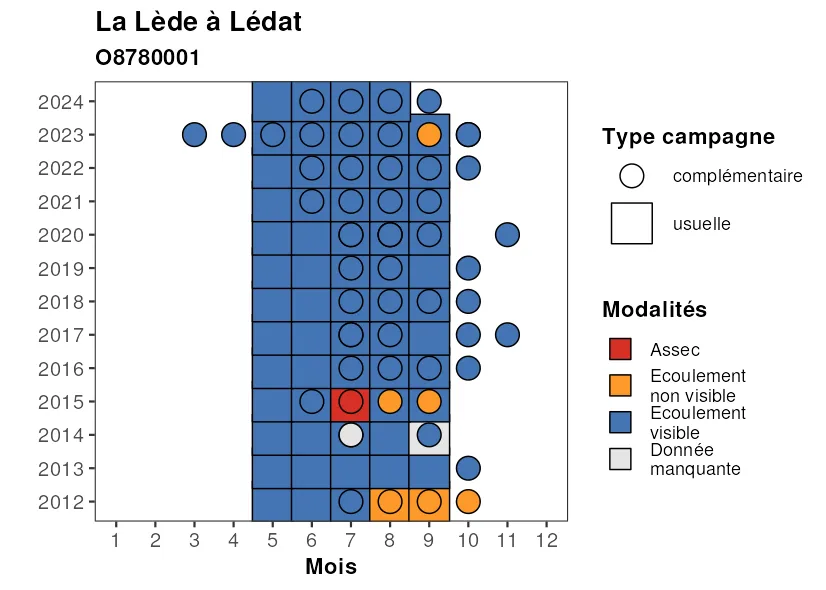 La Lède à Lédat
O8780001
2024
2023
2022
2021
2020
2019
2018
2017
2016
2015
2014
2013
2012
1 2 3 4 5 6 7 8 9 10 11 12
Mois
Type campagne
complémentaire
usuelle
Modalités
Assec
Ecoulement
non visible
Ecoulement
visible
Donnée
manquante